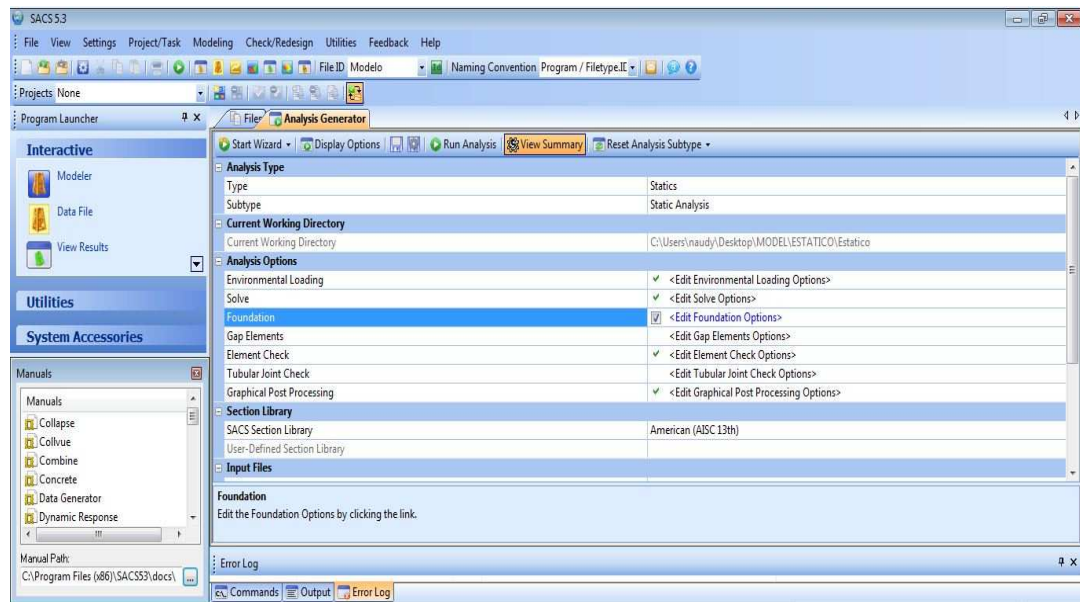 SACS 5.3
File View Settings Project/Task Modeling Check/Redesign Utilities Feedback Help
File ID Modelo Naming Convention Program / Filetype.IE
Projects None
Program Launcher
Files Analysis Generator
Interactive
Modeler
Data File
View Results
Utilities
System Accessories
Start Wizard Display Options Run Analysis View Summary Reset Analysis Subtype
Analysis Type
Type Statics
Subtype Static Analysis
Current Working Directory
Current Working Directory C:\Users\naudy\Desktop\MODEL\ESTATICO\Estatico
Analysis Options
Environmental Loading <Edit Environmental Loading Options>
Solve <Edit Solve Options>
Foundation <Edit Foundation Options>
Gap Elements <Edit Gap Elements Options>
Element Check <Edit Element Check Options>
Tubular Joint Check <Edit Tubular Joint Check Options>
Graphical Post Processing <Edit Graphical Post Processing Options>
Section Library
SACS Section Library American (AISC 13th)
User-Defined Section Library
Input Files
Foundation
Edit the Foundation Options by clicking the link.
Manuals
Manuals
Collapse
Collvue
Combine
Concrete
Data Generator
Dynamic Response
Manual Path:
C:\Program Files (x86)\SACS53\docs\ ...
Error Log
Commands Output Error Log